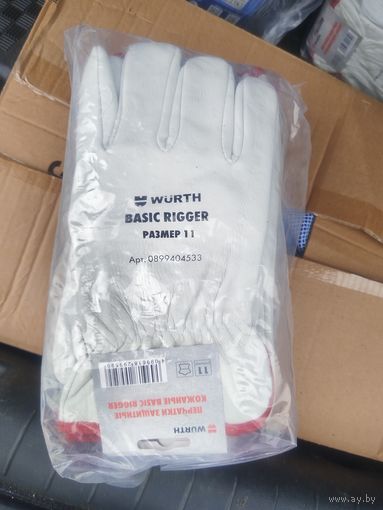 WÜRTH
BASIC RIGGER
РАЗМЕР 11
Арт. 0899404533
11
ПЕРЧАТКИ ЗАЩИТНЫЕ
КОЖАНЫЕ BASIC RIGGER
WÜRTH
www.ay.by